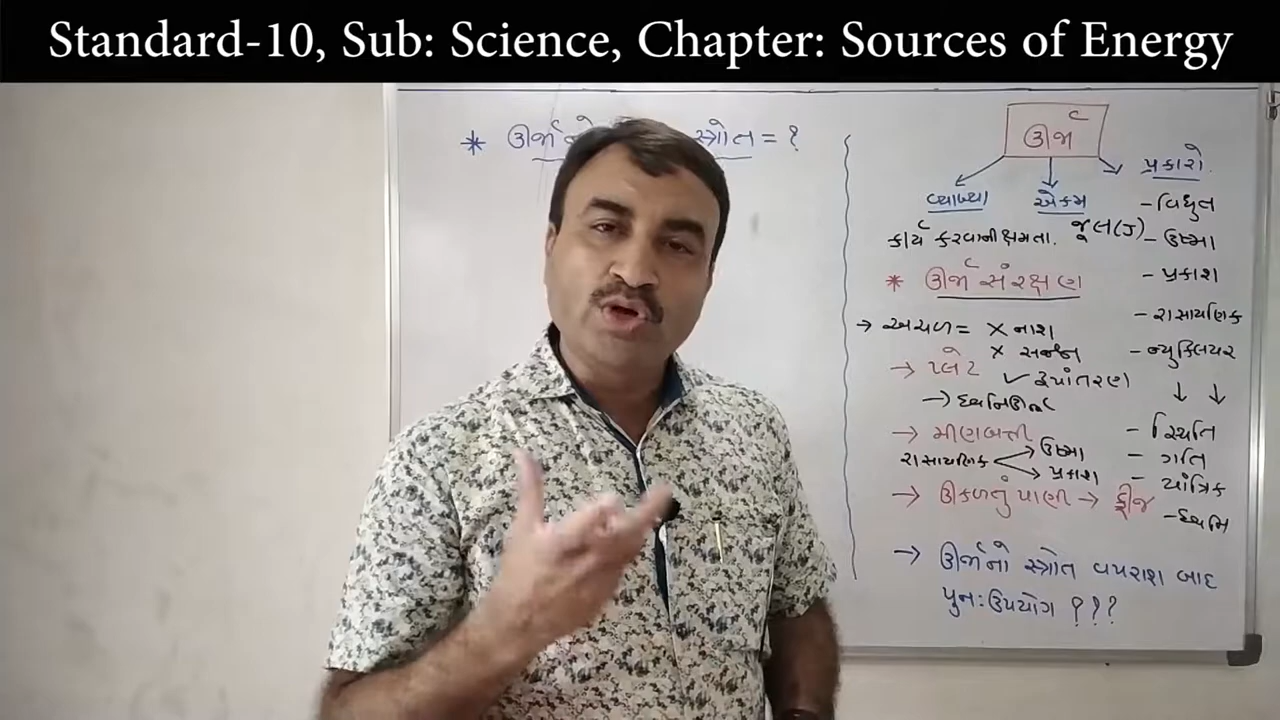 Standard-10, Sub: Science, Chapter: Sources of Energy
* ઊર્જાનો સ્ત્રોત = ?
ઊર્જા
વ્યાખ્યા
એકમ
પ્રકારો
કાર્ય કરવાની ક્ષમતા.
જૂલ(J)
- વિદ્યુત
- ઉષ્મા
- પ્રકાશ
- રાસાયણિક
- ન્યુક્લિયર
↓ ↓
- સ્થિતિ
- ગતિ
- યાંત્રિક
- ધ્વનિ
* ઊર્જા સંરક્ષણ
→ અચળ = X નાશ
X સર્જન
✓ રૂપાંતરણ
→ પ્લેટ
→ ધ્વનિઊર્જા
→ મીણબત્તી
રાસાયણિક → ઉષ્મા
→ પ્રકાશ
→ ઊકળતું પાણી → ફ્રીજ
→ ઊર્જાનો સ્ત્રોત વપરાશ બાદ
પુન:ઉપયોગ ???